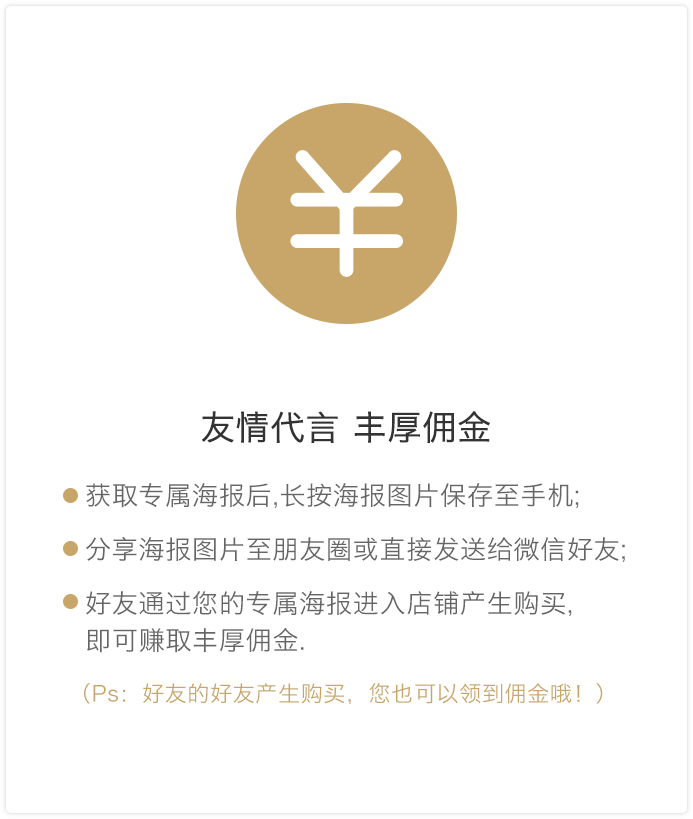 友情代言 丰厚佣金
获取专属海报后,长按海报图片保存至手机;
分享海报图片至朋友圈或直接发送给微信好友;
好友通过您的专属海报进入店铺产生购买,
即可赚取丰厚佣金.
（Ps：好友的好友产生购买，您也可以领到佣金哦！）